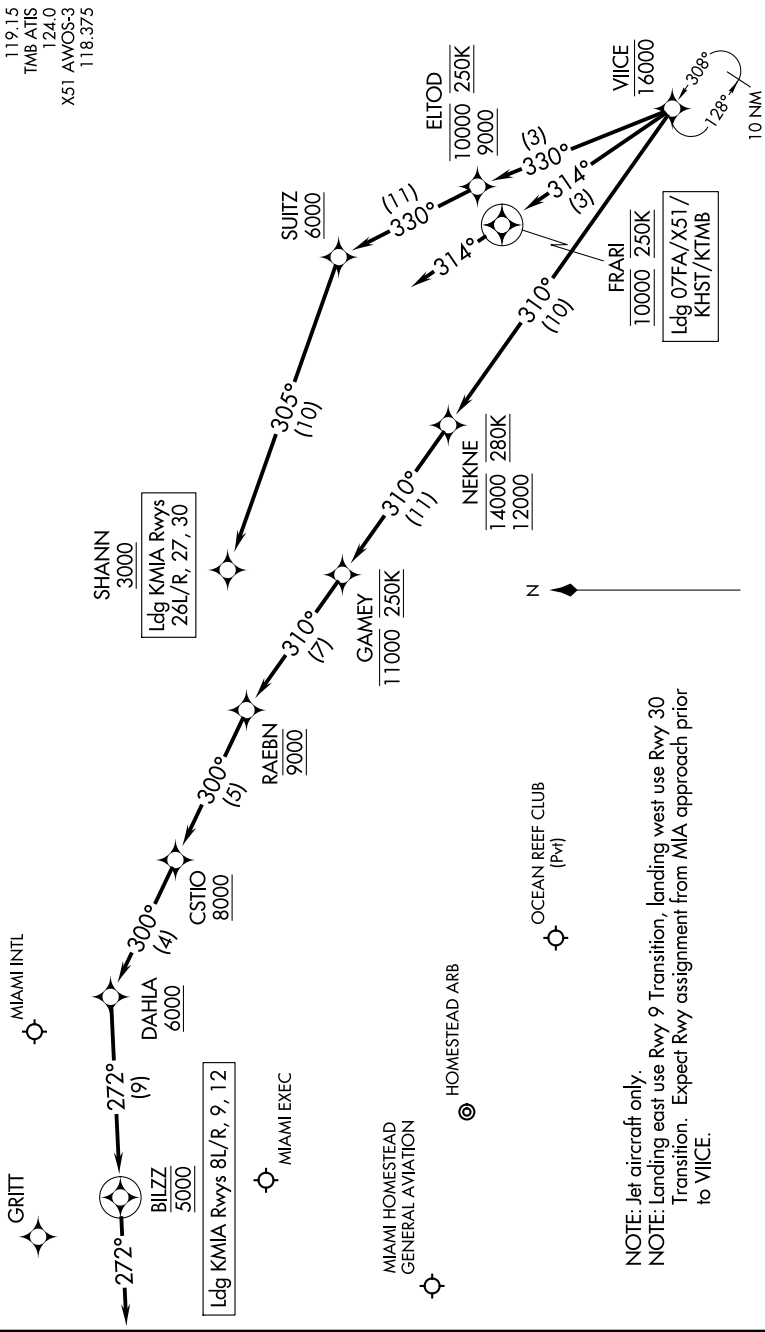 119.15
TMB ATIS
124.0
X51 AWOS-3
118.375
GRITT
MIAMI INTL
272°
BILZZ
5000
Ldg KMIA Rwys 8L/R, 9, 12
272°
(9)
DAHLA
6000
300°
(4)
CSTIO
8000
300°
(5)
RAEBN
9000
310°
(7)
GAMEY
11000 250K
310°
(11)
NEKNE
14000 280K
12000
310°
(10)
SHANN
3000
Ldg KMIA Rwys
26L/R, 27, 30
305°
(10)
SUITZ
6000
(11)
330°
ELTOD
10000 250K
9000
(3)
330°
314°
(3)
314°
FRARI
10000 250K
Ldg 07FA/X51/
KHST/KTMB
VIICE
16000
308°
128°
10 NM
MIAMI EXEC
MIAMI HOMESTEAD
GENERAL AVIATION
HOMESTEAD ARB
OCEAN REEF CLUB
(Pvt)
N
NOTE: Jet aircraft only.
NOTE: Landing east use Rwy 9 Transition, landing west use Rwy 30
Transition. Expect Rwy assignment from MIA approach prior
to VIICE.